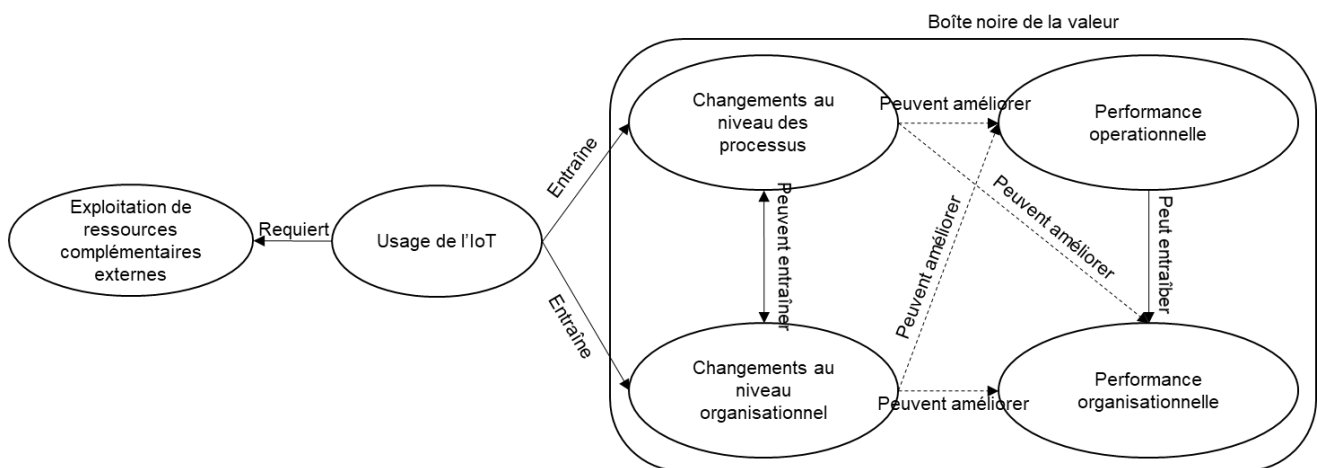 Boîte noire de la valeur
Changements au
niveau des
processus
Peuvent améliorer
Performance
operationnelle
Entraîne
Exploitation de
ressources
complémentaires
externes
Requiert
Usage de l'IoT
Peuvent entraîner
Peuvent améliorer
Peuvent améliorer
Peut entraîber
Entraîne
Changements au
niveau
organisationnel
Peuvent améliorer
Performance
organisationnelle